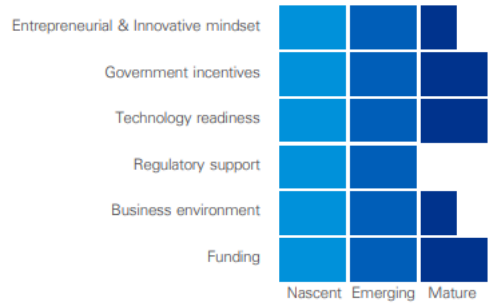 Entrepreneurial & Innovative mindset
Government incentives
Technology readiness
Regulatory support
Business environment
Funding
Nascent Emerging Mature